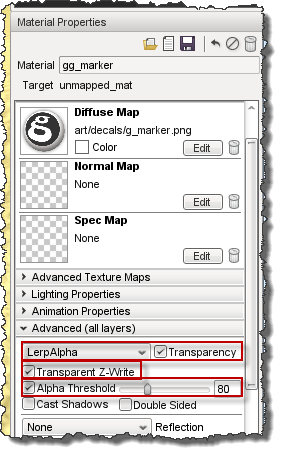 Material Properties
Material gg_marker
Target unmapped_mat
Diffuse Map
art/decals/g_marker.png
Color Edit
Normal Map
None
Edit
Spec Map
None
Edit
Advanced Texture Maps
Lighting Properties
Animation Properties
Advanced (all layers)
LerpAlpha Transparency
Transparent Z-Write
Alpha Threshold 80
Cast Shadows Double Sided
None Reflection